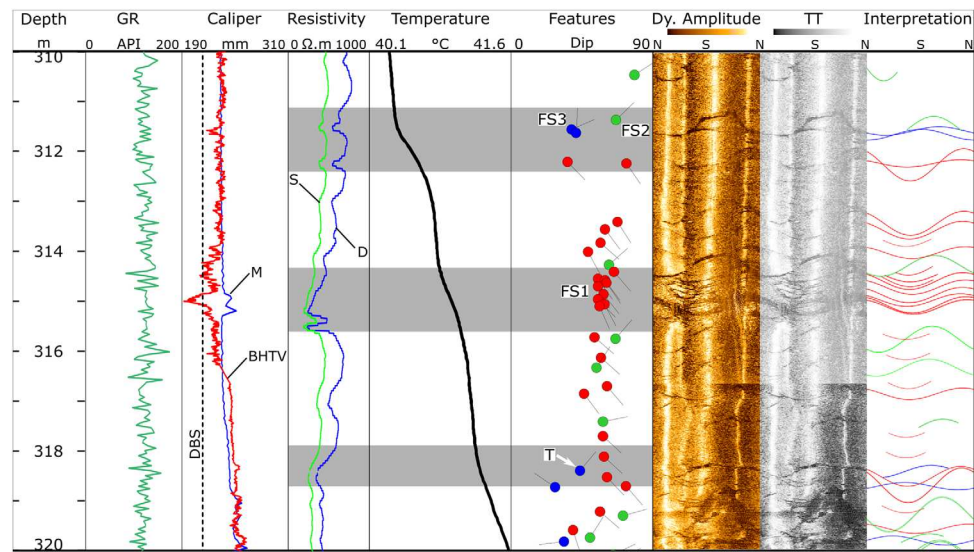 Depth GR Caliper Resistivity Temperature Features Dy. Amplitude TT Interpretation
m 0 API 200 190 mm 310 0 Ω.m 1000 40.1 ºC 41.6 0 Dip 90 N S N N S N N S N
310
FS3
FS2
312
S
D
314
M
FS1
316
BHTV
DBS
318
T
320